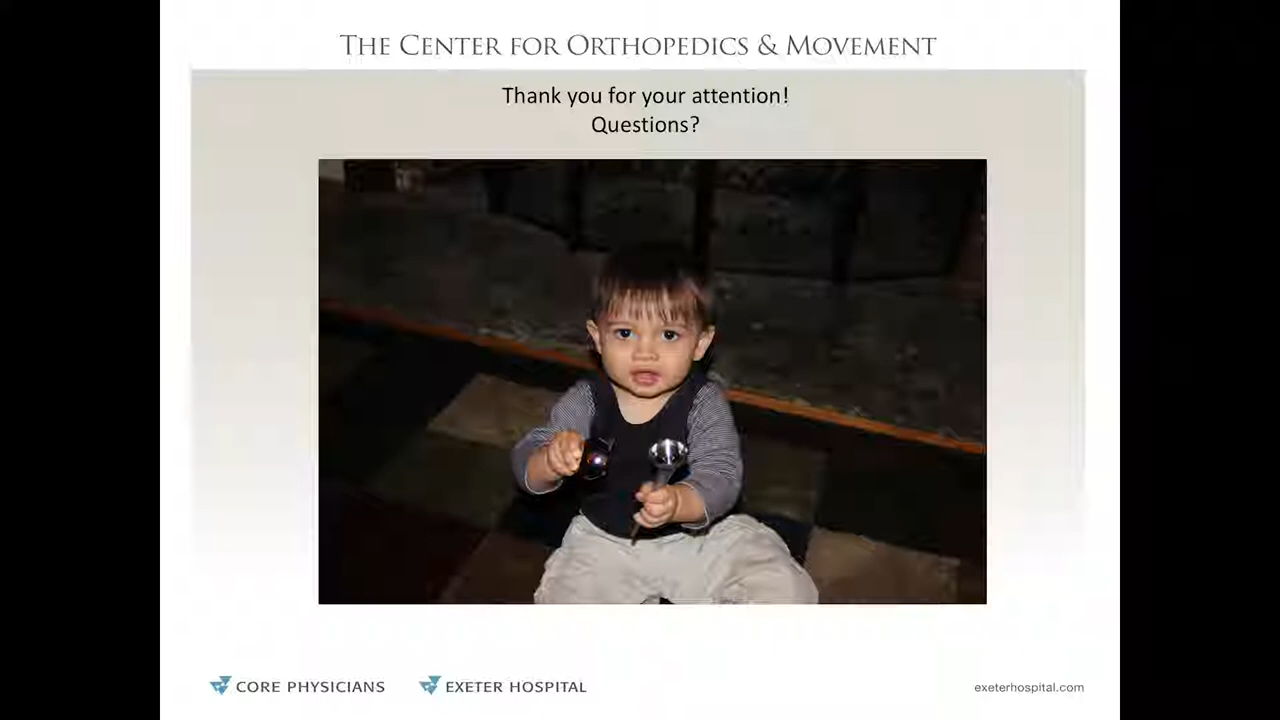 THE CENTER FOR ORTHOPEDICS & MOVEMENT
Thank you for your attention!
Questions?
CORE PHYSICIANS
EXETER HOSPITAL
exeterhospital.com